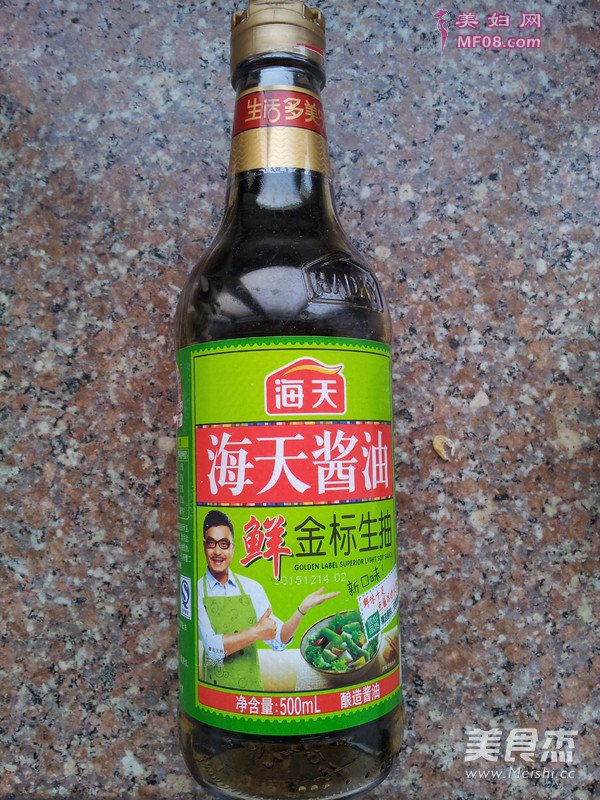 美妇网
MF08.com
生活多美
HADAY
海天
海天酱油
鲜 金标生抽
GOLDEN LABEL SUPERIOR LIGHT SOY SAUCE
20151214 02
新口味
净含量:500mL 酿造酱油
美食杰
www.Meishi.cc